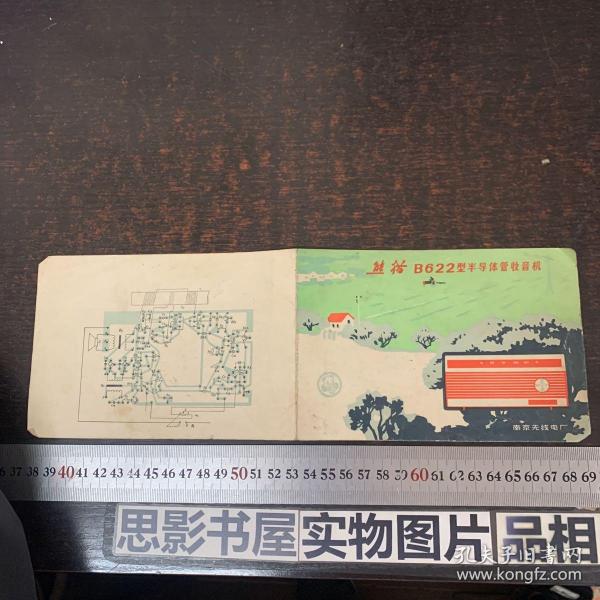 熊猫 B622型半导体管收音机
南京无线电厂
6 37 38 39 40 41 42 43 44 45 46 47 48 49 50 51 52 53 54 55 56 57 58 59 60 61 62 63 64 65 66 67 68 69 70
思影书屋 实物图片 品相
孔夫子旧书网
www.kongfz.com